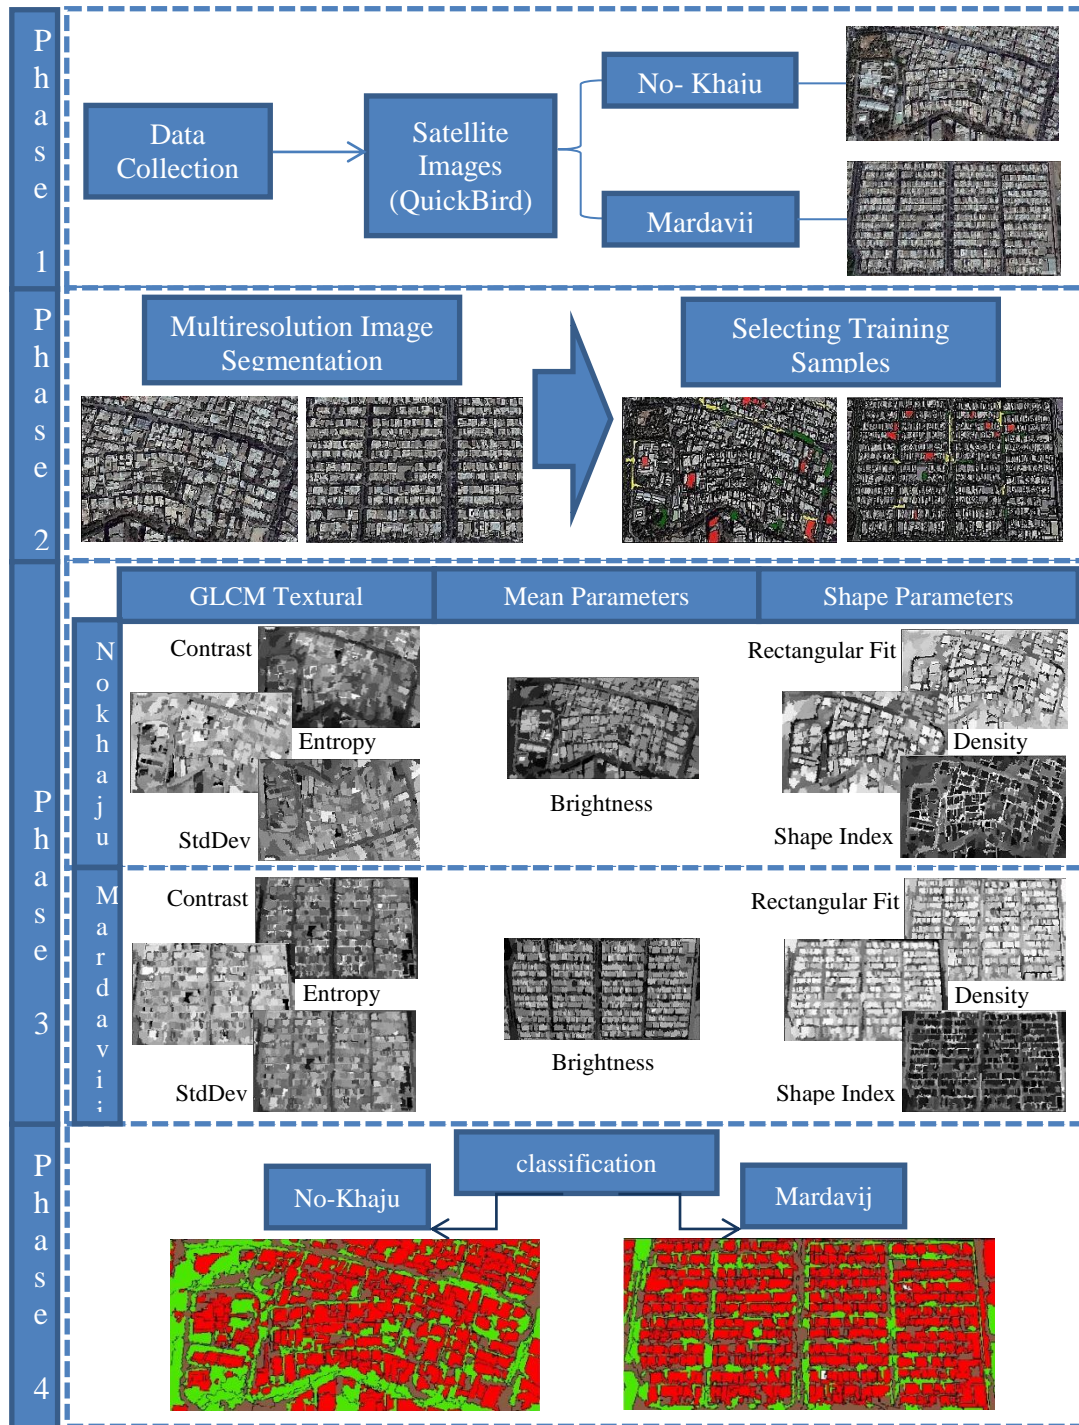 Phase 1
Data
Collection
Satellite
Images
(QuickBird)
No- Khaju
Mardavij
Phase 2
Multiresolution Image
Segmentation
Selecting Training
Samples
Phase 3
GLCM Textural
Mean Parameters
Shape Parameters
Nokhaju
Contrast
Entropy
StdDev
Brightness
Rectangular Fit
Density
Shape Index
Mardavij
Contrast
Entropy
StdDev
Brightness
Rectangular Fit
Density
Shape Index
Phase 4
classification
No-Khaju
Mardavij